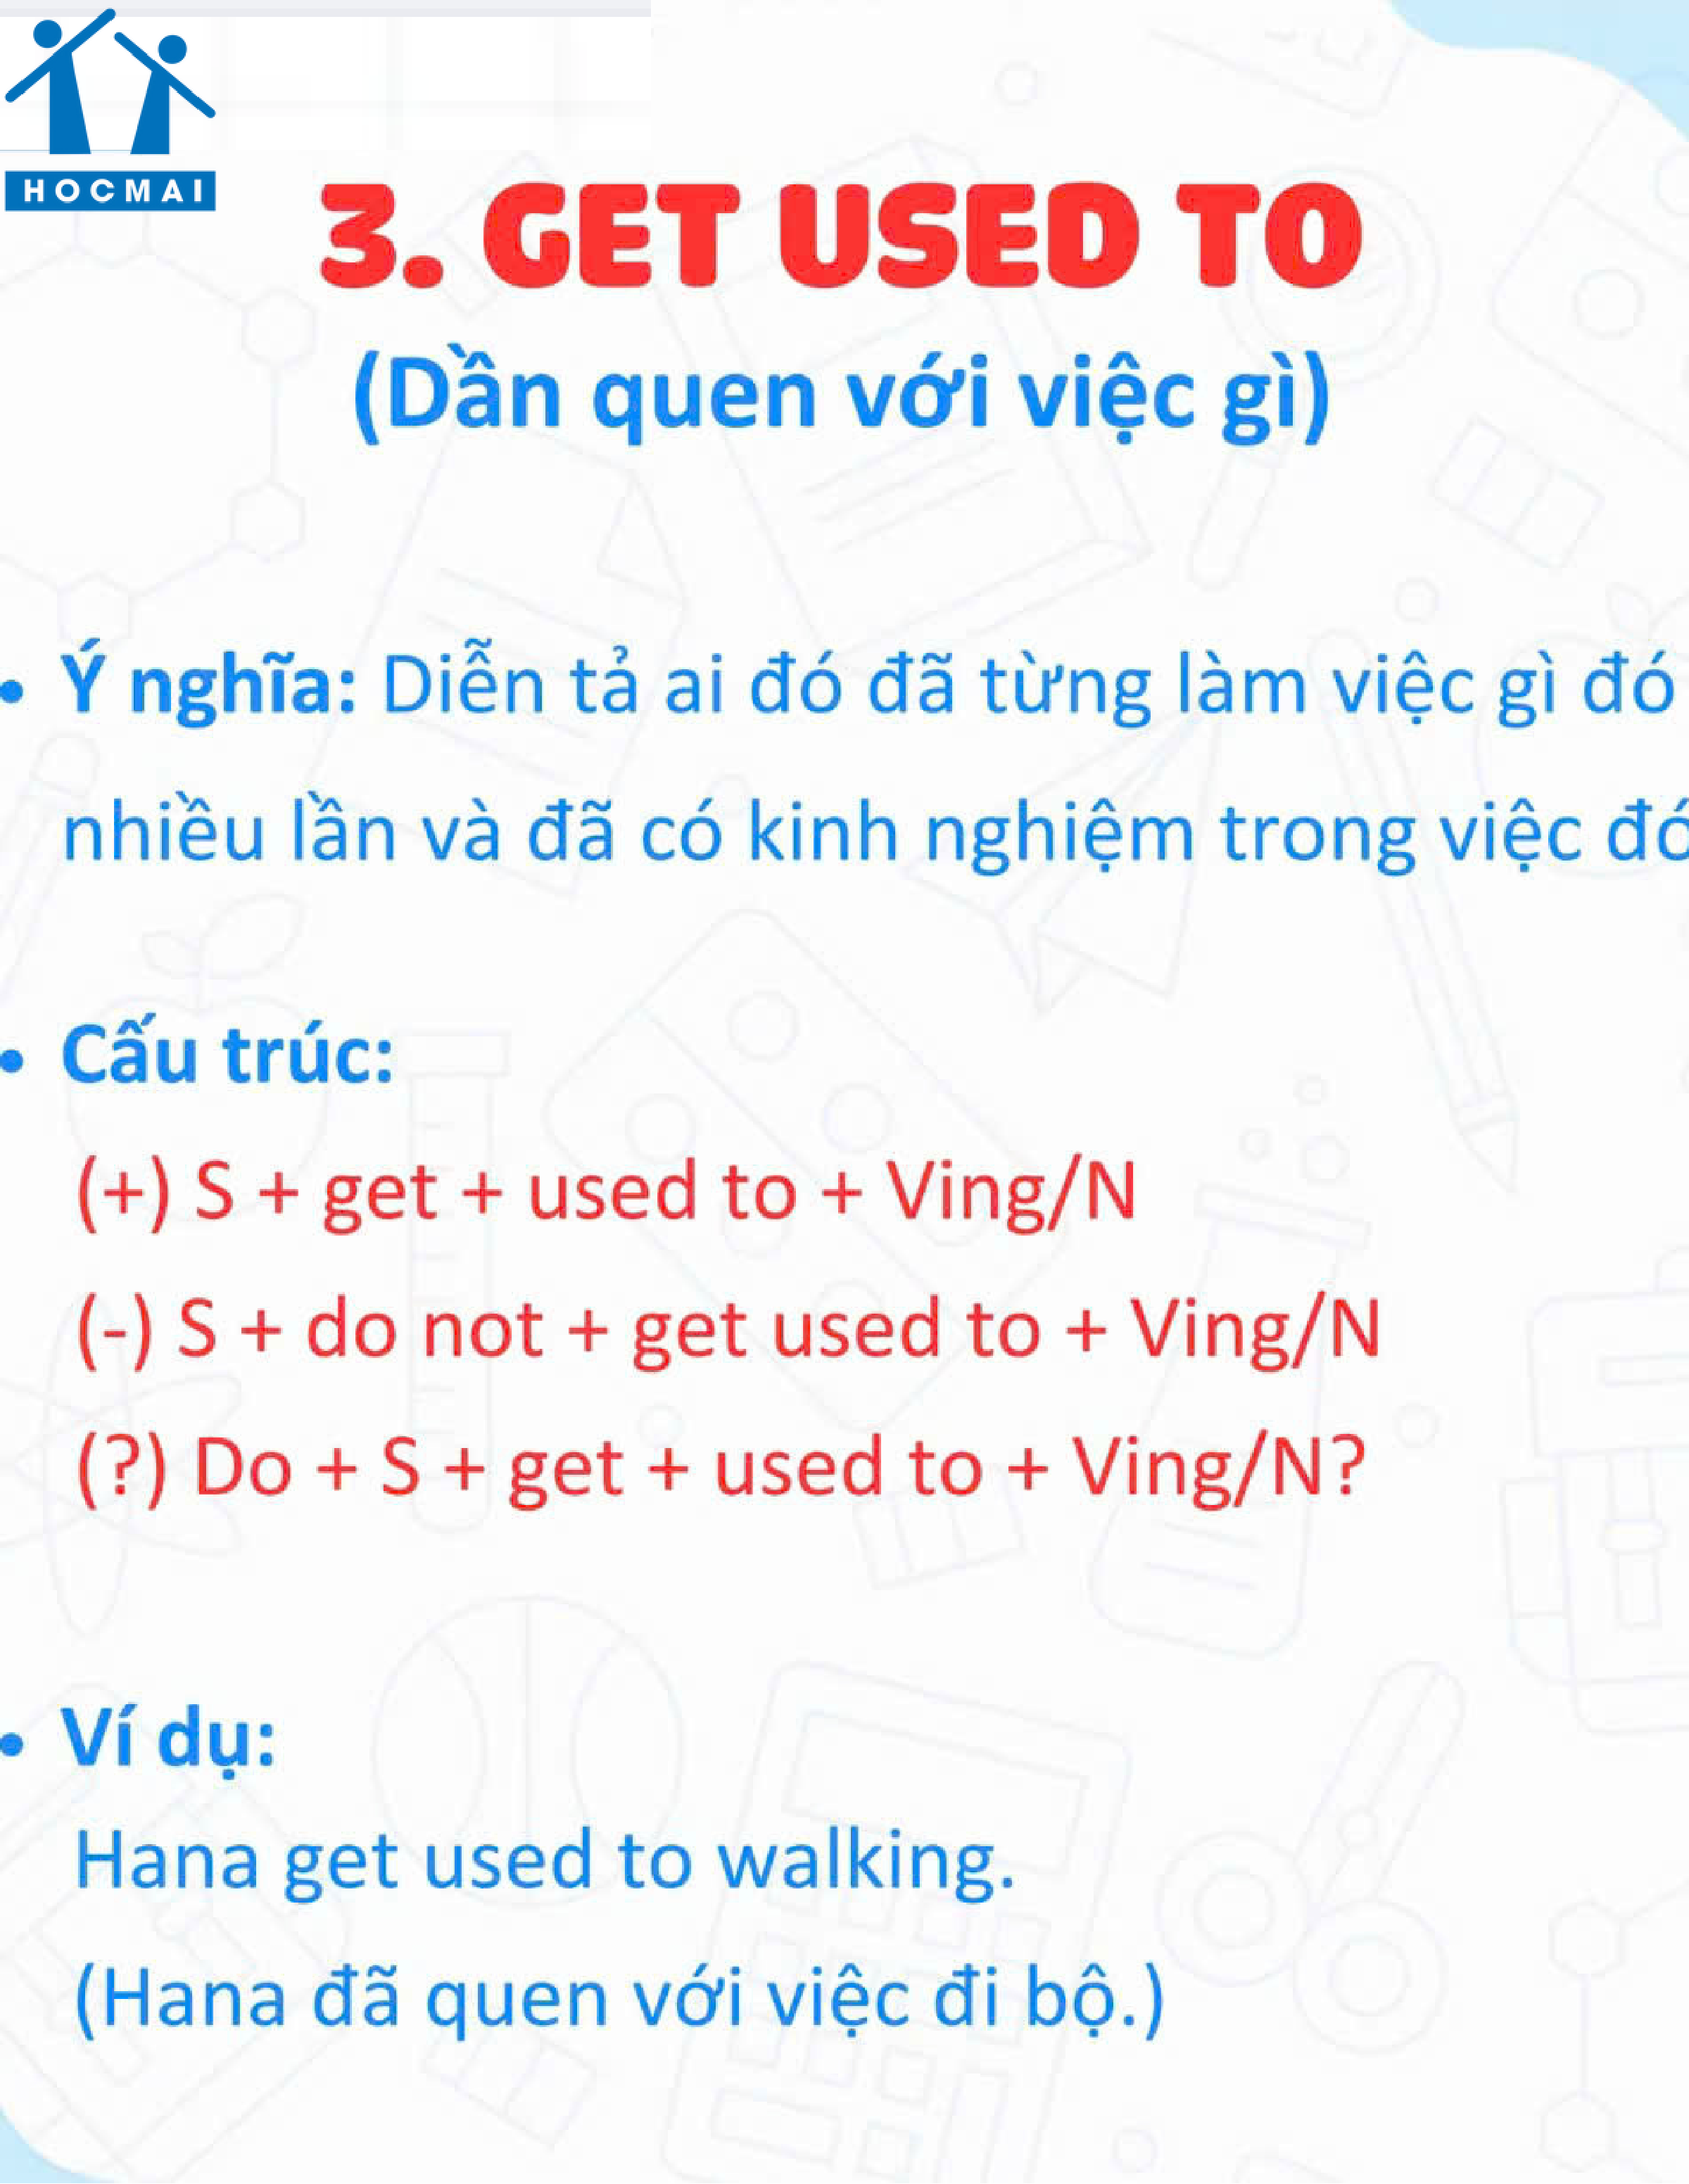 HOCMAI
3. GET USED TO
(Dần quen với việc gì)
• Ý nghĩa: Diễn tả ai đó đã từng làm việc gì đó
nhiều lần và đã có kinh nghiệm trong việc đó
• Cấu trúc:
(+) S + get + used to + Ving/N
(-) S + do not + get used to + Ving/N
(?) Do + S + get + used to + Ving/N?
• Ví dụ:
Hana get used to walking.
(Hana đã quen với việc đi bộ.)